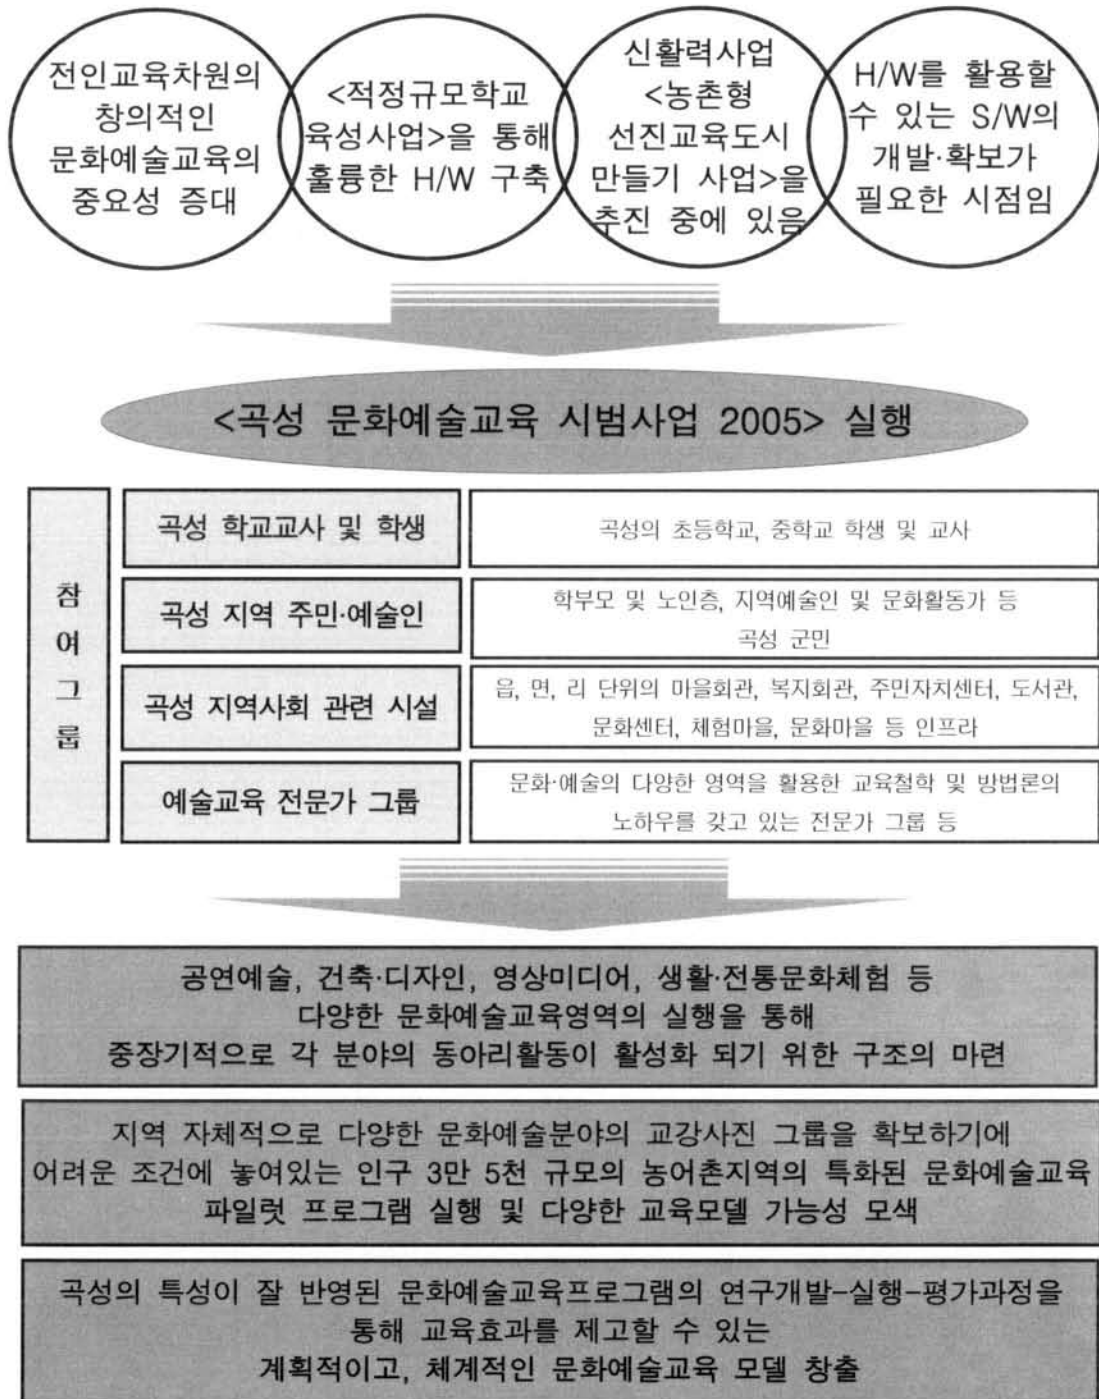 전인교육차원의
창의적인
문화예술교육의
중요성 증대
<적정규모학교
육성사업>을 통해
훌륭한 H/W 구축
신활력사업
<농촌형
선진교육도시
만들기 사업>을
추진 중에 있음
H/W를 활용할
수 있는 S/W의
개발·확보가
필요한 시점임
<곡성 문화예술교육 시범사업 2005> 실행
참여그룹
곡성 학교교사 및 학생
곡성의 초등학교, 중학교 학생 및 교사
곡성 지역 주민·예술인
학부모 및 노인층, 지역예술인 및 문화활동가 등
곡성 군민
곡성 지역사회 관련 시설
읍, 면, 리 단위의 마을회관, 복지회관, 주민자치센터, 도서관,
문화센터, 체험마을, 문화마을 등 인프라
예술교육 전문가 그룹
문화·예술의 다양한 영역을 활용한 교육철학 및 방법론의
노하우를 갖고 있는 전문가 그룹 등
공연예술, 건축·디자인, 영상미디어, 생활·전통문화체험 등
다양한 문화예술교육영역의 실행을 통해
중장기적으로 각 분야의 동아리활동이 활성화 되기 위한 구조의 마련
지역 자체적으로 다양한 문화예술분야의 교강사진 그룹을 확보하기에
어려운 조건에 놓여있는 인구 3만 5천 규모의 농어촌지역의 특화된 문화예술교육
파일럿 프로그램 실행 및 다양한 교육모델 가능성 모색
곡성의 특성이 잘 반영된 문화예술교육프로그램의 연구개발-실행-평가과정을
통해 교육효과를 제고할 수 있는
계획적이고, 체계적인 문화예술교육 모델 창출